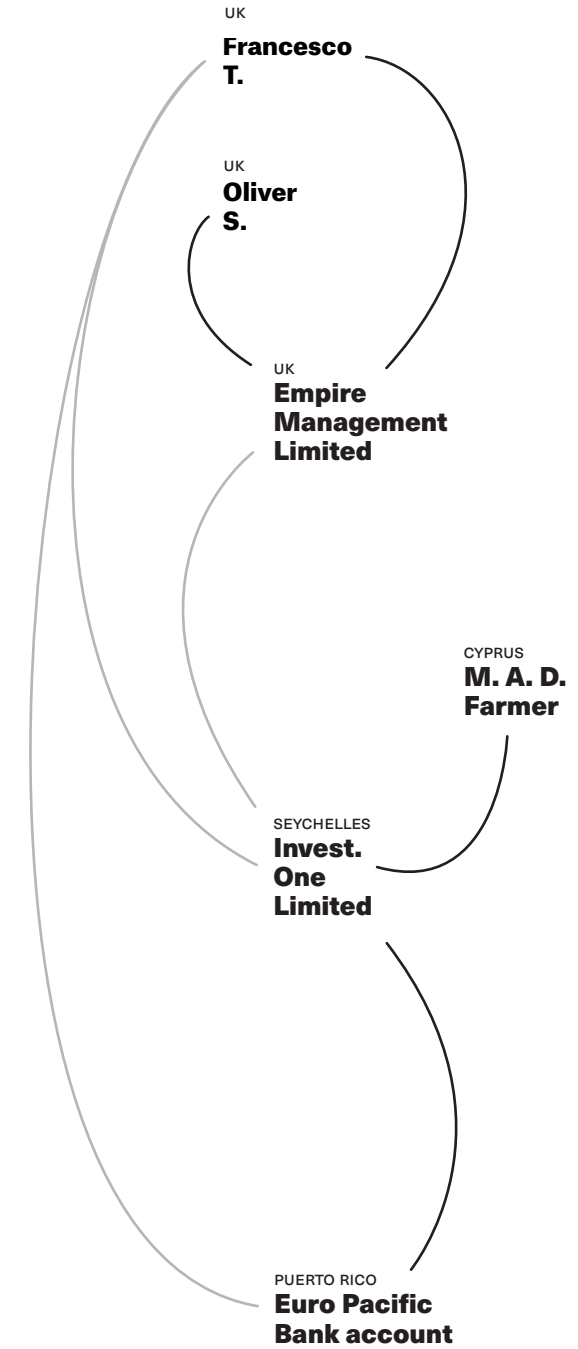 UK
Francesco
T.
UK
Oliver
S.
UK
Empire
Management
Limited
CYPRUS
M. A. D.
Farmer
SEYCHELLES
Invest.
One
Limited
PUERTO RICO
Euro Pacific
Bank account